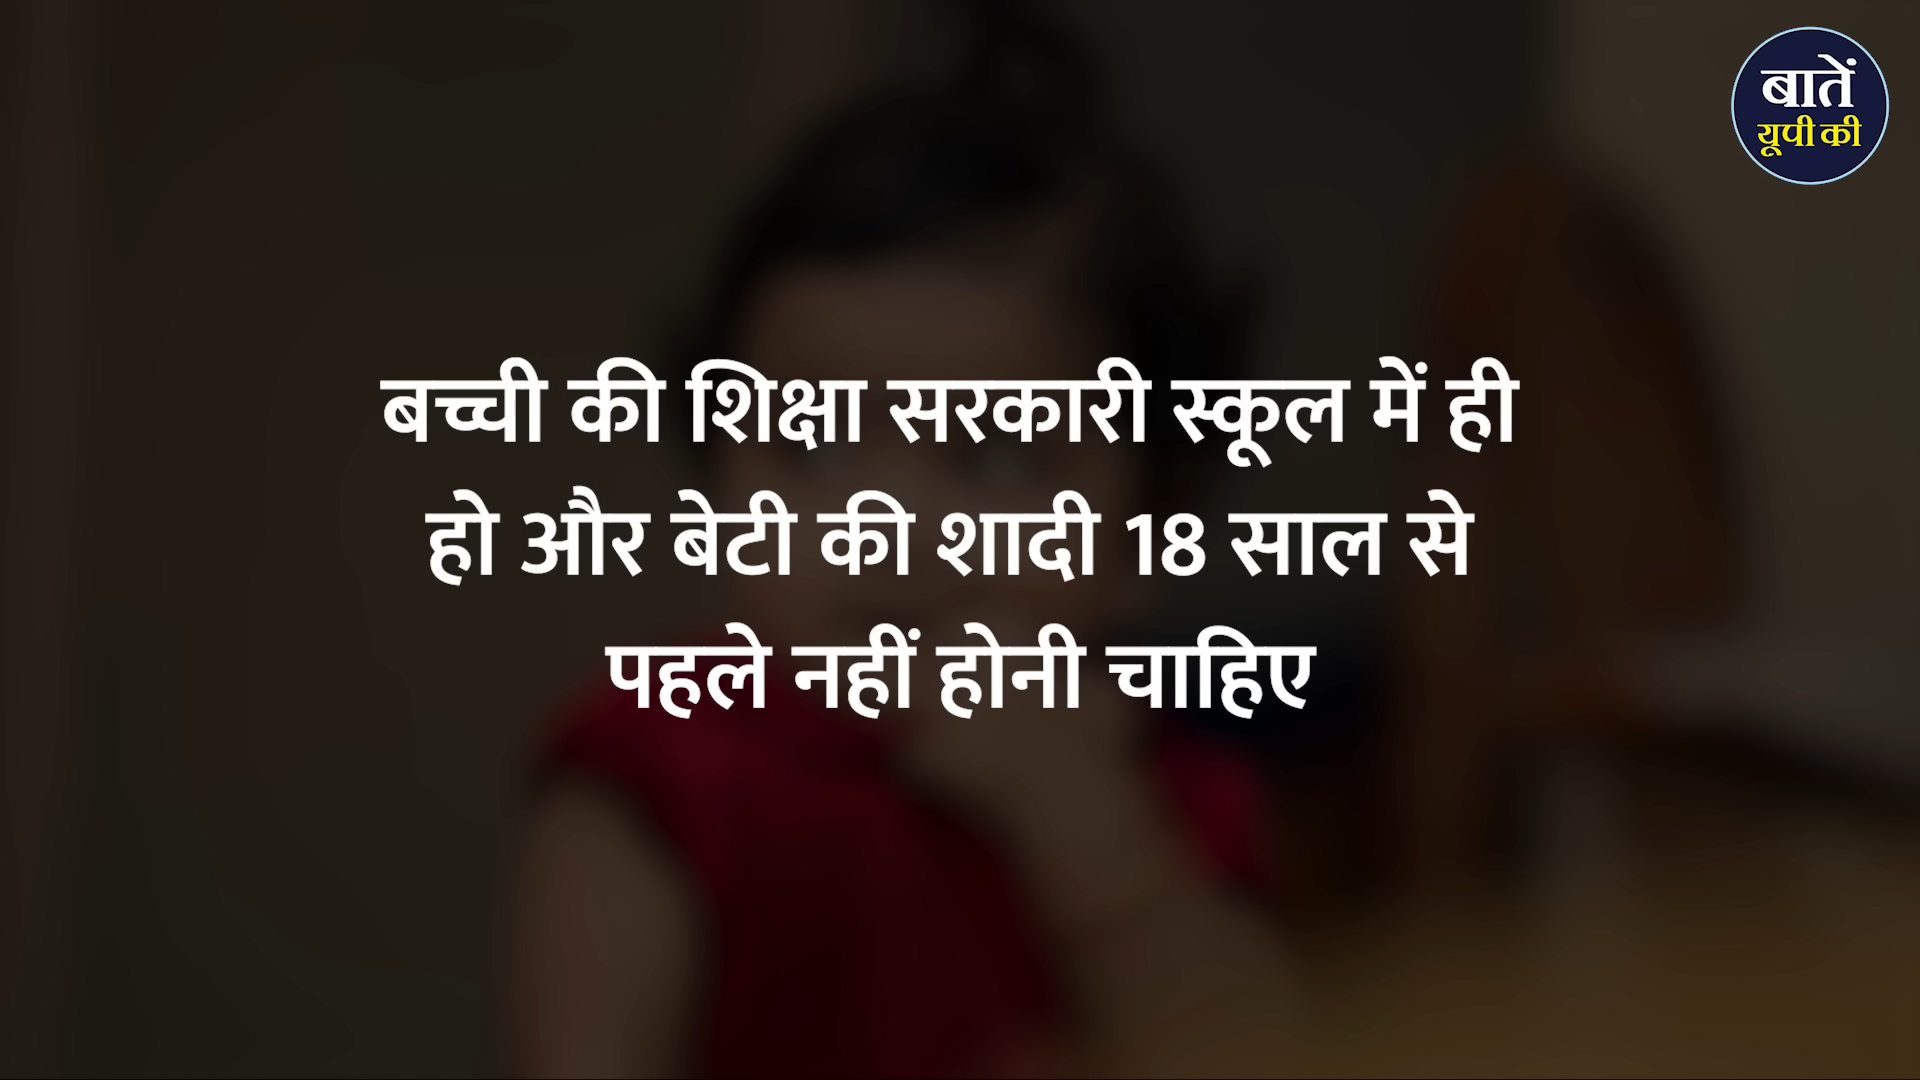 बातें
यूपी की
बच्ची की शिक्षा सरकारी स्कूल में ही
हो और बेटी की शादी 18 साल से
पहले नहीं होनी चाहिए